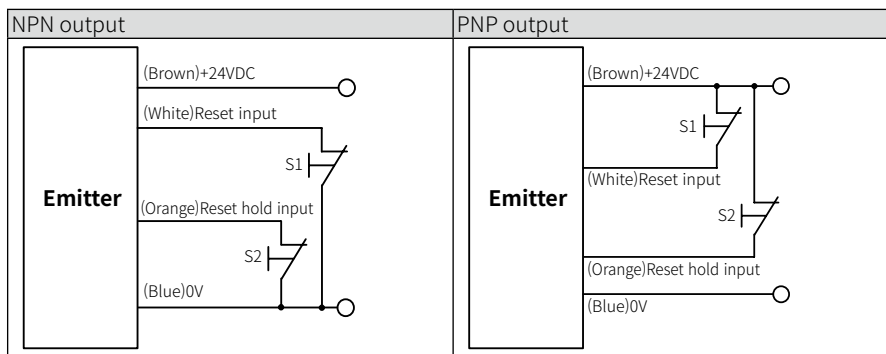 NPN output
(Brown)+24VDC
(White)Reset input
S1
Emitter
(Orange)Reset hold input
S2
(Blue)0V
PNP output
(Brown)+24VDC
S1
(White)Reset input
Emitter
S2
(Orange)Reset hold input
(Blue)0V